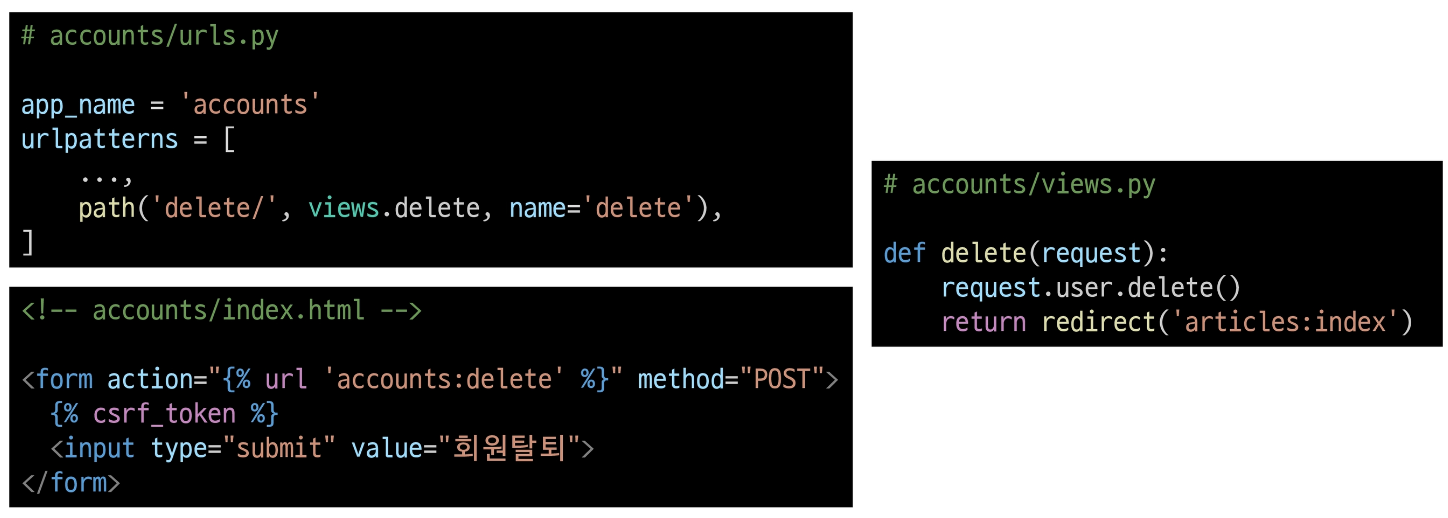 # accounts/urls.py
app_name = 'accounts'
urlpatterns = [
    ...,
    path('delete/', views.delete, name='delete'),
]
<!-- accounts/index.html -->
<form action="{% url 'accounts:delete' %}" method="POST">
  {% csrf_token %}
  <input type="submit" value="회원탈퇴">
</form>
# accounts/views.py
def delete(request):
    request.user.delete()
    return redirect('articles:index')